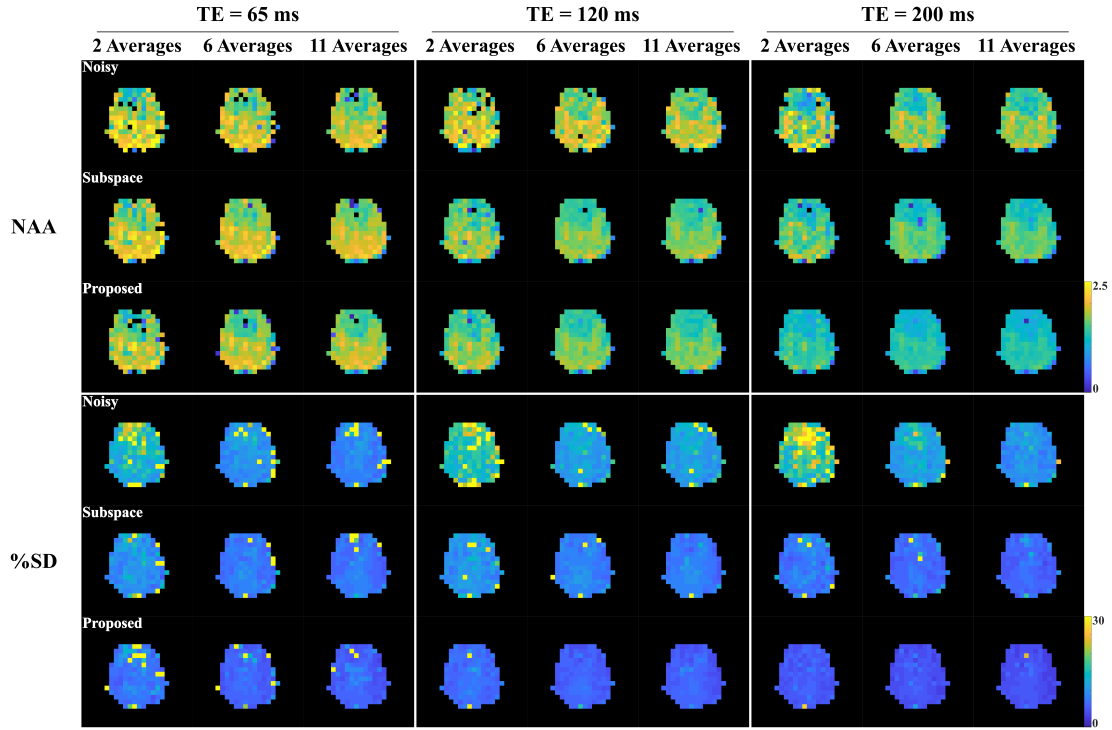 TE = 65 ms TE = 120 ms TE = 200 ms
2 Averages 6 Averages 11 Averages 2 Averages 6 Averages 11 Averages 2 Averages 6 Averages 11 Averages
Noisy
Subspace
NAA
Proposed
2.5
0
Noisy
Subspace
%SD
Proposed
30
0